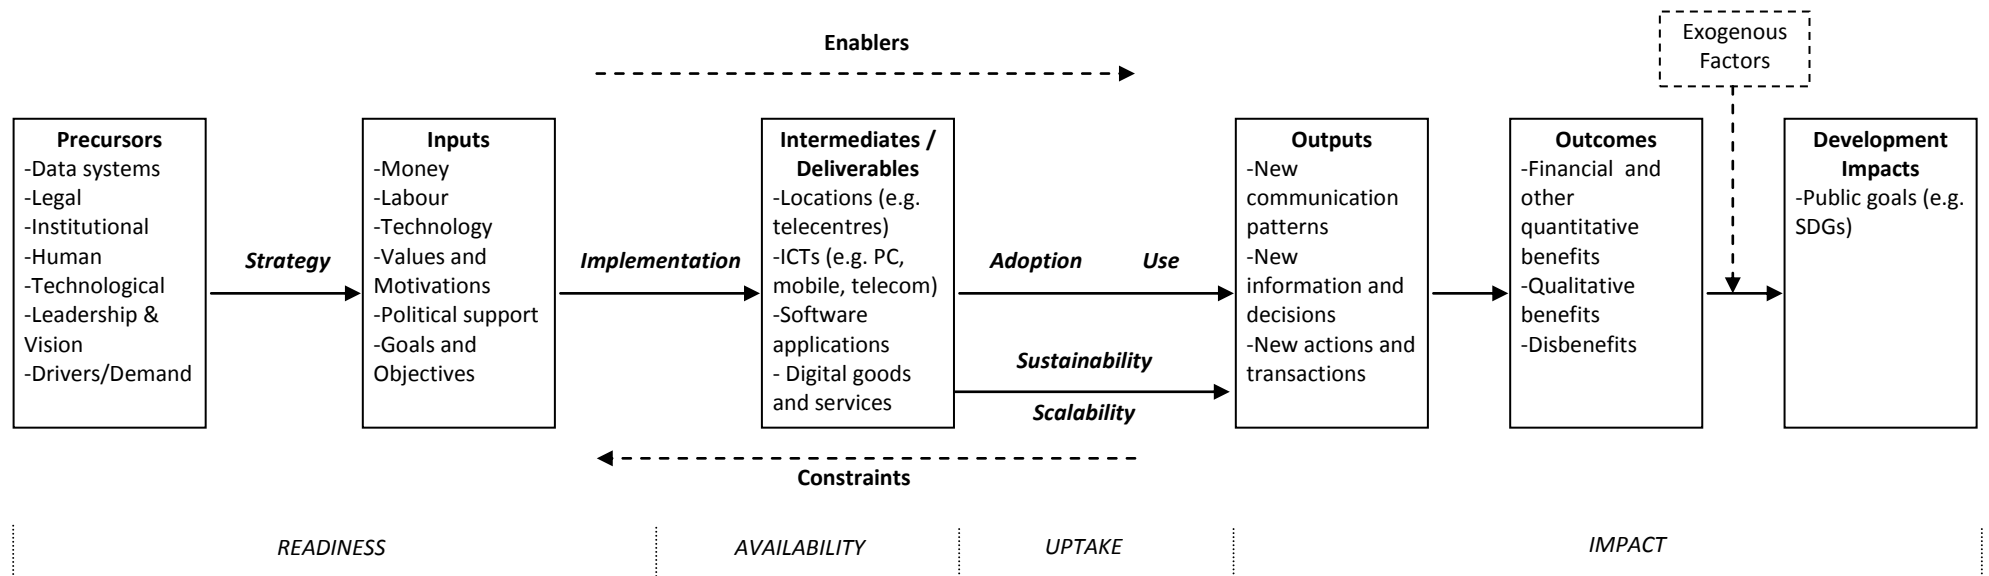 Enablers
Exogenous
Factors
Precursors
-Data systems
-Legal
-Institutional
-Human
-Technological
-Leadership &
Vision
-Drivers/Demand
Strategy
Inputs
-Money
-Labour
-Technology
-Values and
Motivations
-Political support
-Goals and
Objectives
Implementation
Intermediates /
Deliverables
-Locations (e.g.
telecentres)
-ICTs (e.g. PC,
mobile, telecom)
-Software
applications
- Digital goods
and services
Adoption Use
Sustainability
Scalability
Outputs
-New
communication
patterns
-New
information and
decisions
-New actions and
transactions
Outcomes
-Financial and
other
quantitative
benefits
-Qualitative
benefits
-Disbenefits
Development
Impacts
-Public goals (e.g.
SDGs)
Constraints
READINESS
AVAILABILITY
UPTAKE
IMPACT